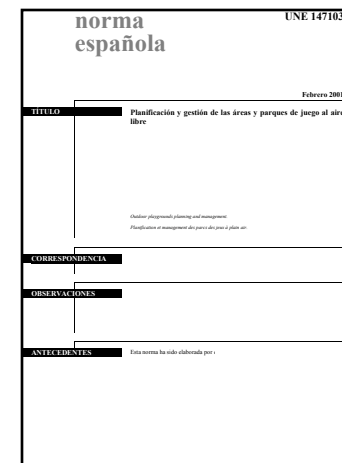 norma
española
UNE 147103
Febrero 2001
TÍTULO
Planificación y gestión de las áreas y parques de juego al aire
libre
Outdoor playgrounds planning and management.
Planification et management des parcs des jeux à plain air.
CORRESPONDENCIA
OBSERVACIONES
ANTECEDENTES
Esta norma ha sido elaborada por